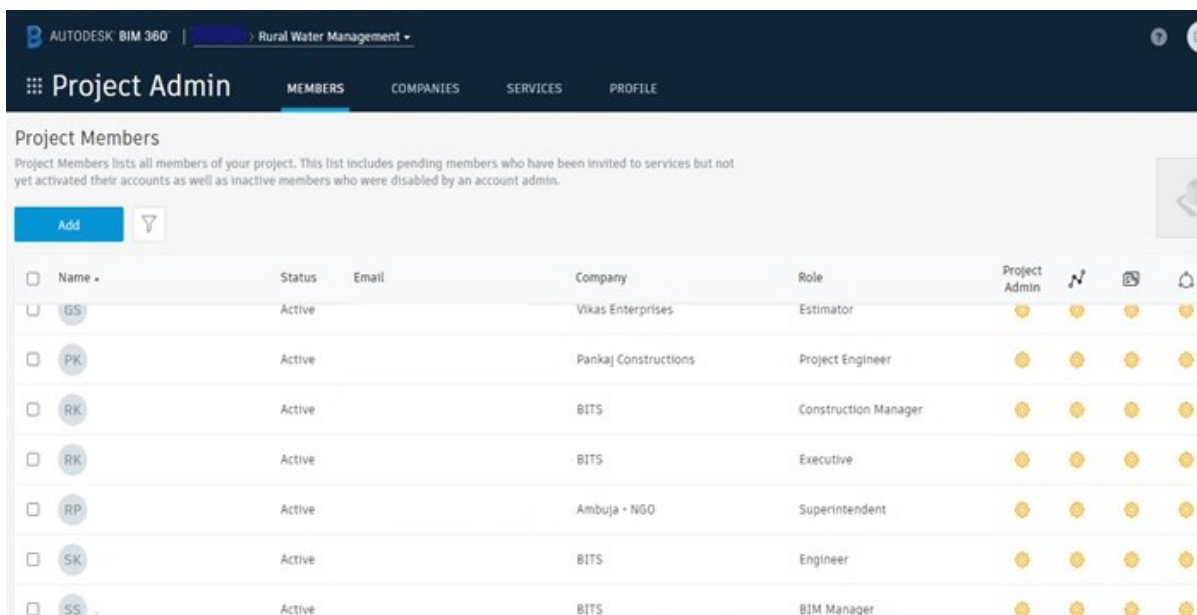 AUTODESK® BIM 360® | > Rural Water Management
Project Admin MEMBERS COMPANIES SERVICES PROFILE
Project Members
Project Members lists all members of your project. This list includes pending members who have been invited to services but not
yet activated their accounts as well as inactive members who were disabled by an account admin.
Add
Name Status Email Company Role Project Admin
GS Active Vikas Enterprises Estimator
PK Active Pankaj Constructions Project Engineer
RK Active BITS Construction Manager
RK Active BITS Executive
RP Active Ambuja - NGO Superintendent
SK Active BITS Engineer
SS Active BITS BIM Manager